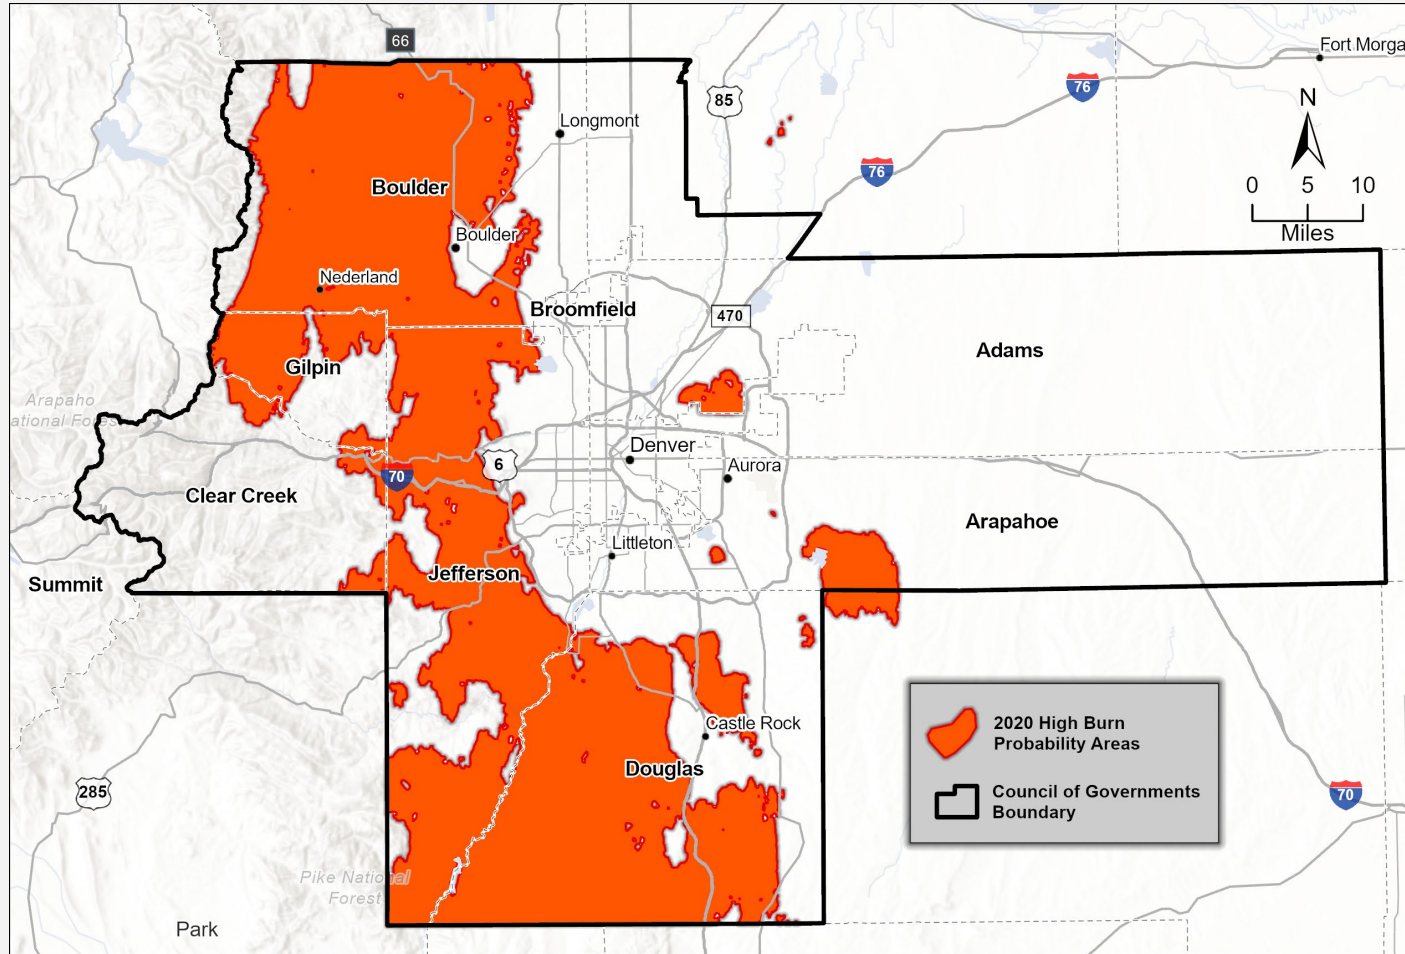 66
Fort Morga
76
85
N
Longmont
76
0 5 10
Miles
Boulder
Boulder
Nederland
Broomfield
470
Adams
Gilpin
Arapaho
ational Fores
Denver
6
Aurora
70
Clear Creek
Arapahoe
Littleton
Jefferson
Summit
2020 High Burn
Probability Areas
Castle Rock
Douglas
285
Council of Governments
Boundary
70
Pike National
Forest
Park